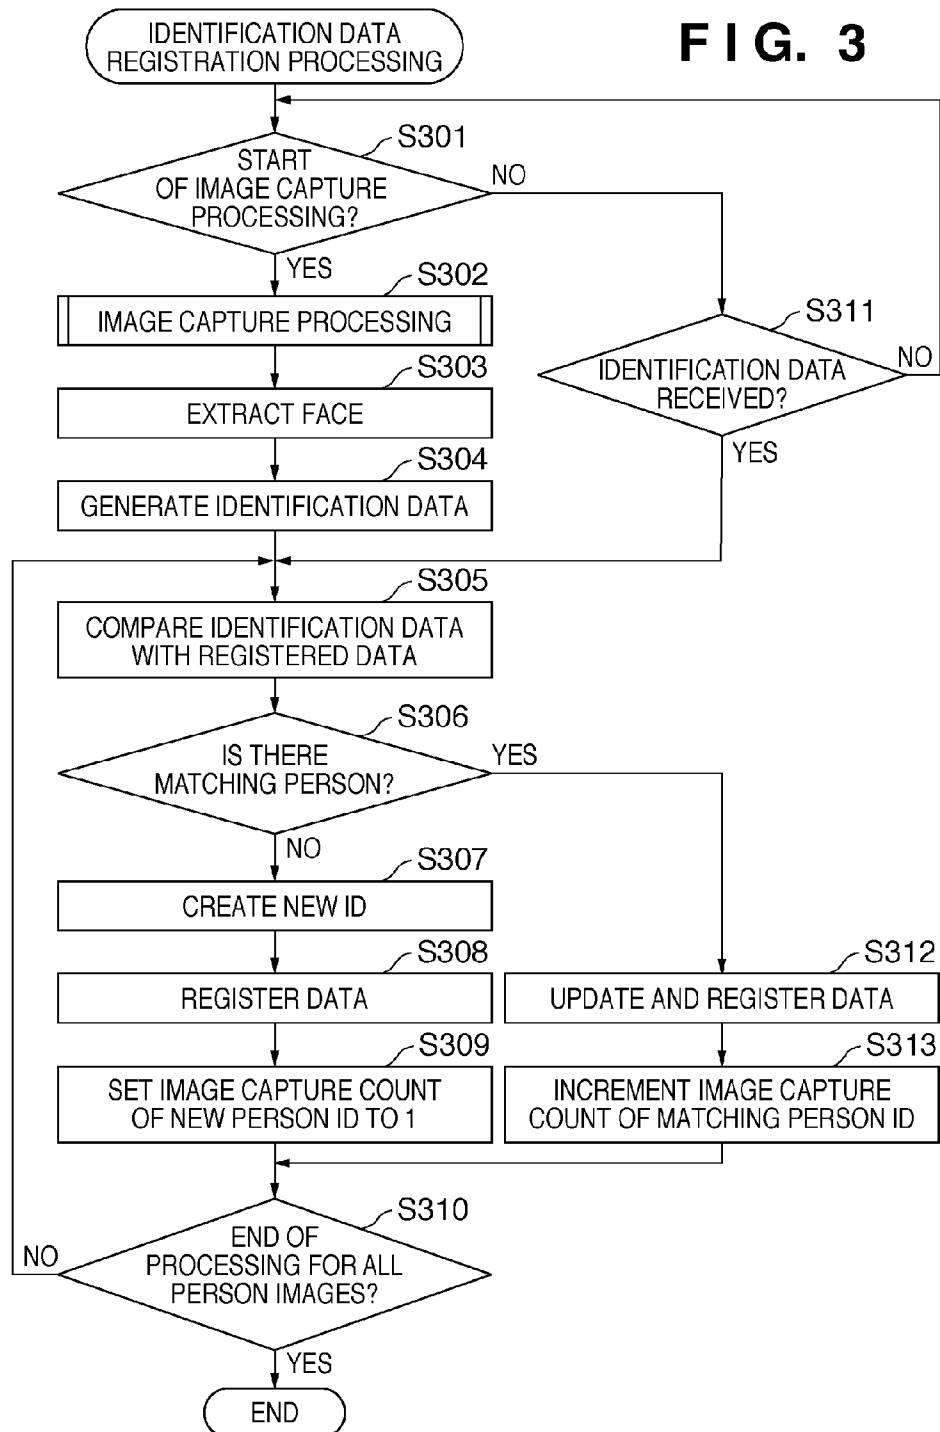 IDENTIFICATION DATA
REGISTRATION PROCESSING
FIG. 3
S301
START
OF IMAGE CAPTURE
PROCESSING?
NO
YES
S302
IMAGE CAPTURE PROCESSING
S311
IDENTIFICATION DATA
RECEIVED?
NO
YES
S303
EXTRACT FACE
S304
GENERATE IDENTIFICATION DATA
S305
COMPARE IDENTIFICATION DATA
WITH REGISTERED DATA
S306
IS THERE
MATCHING PERSON?
YES
NO
S307
CREATE NEW ID
S308
REGISTER DATA
S312
UPDATE AND REGISTER DATA
S309
SET IMAGE CAPTURE COUNT
OF NEW PERSON ID TO 1
S313
INCREMENT IMAGE CAPTURE
COUNT OF MATCHING PERSON ID
S310
END OF
PROCESSING FOR ALL
PERSON IMAGES?
NO
YES
END